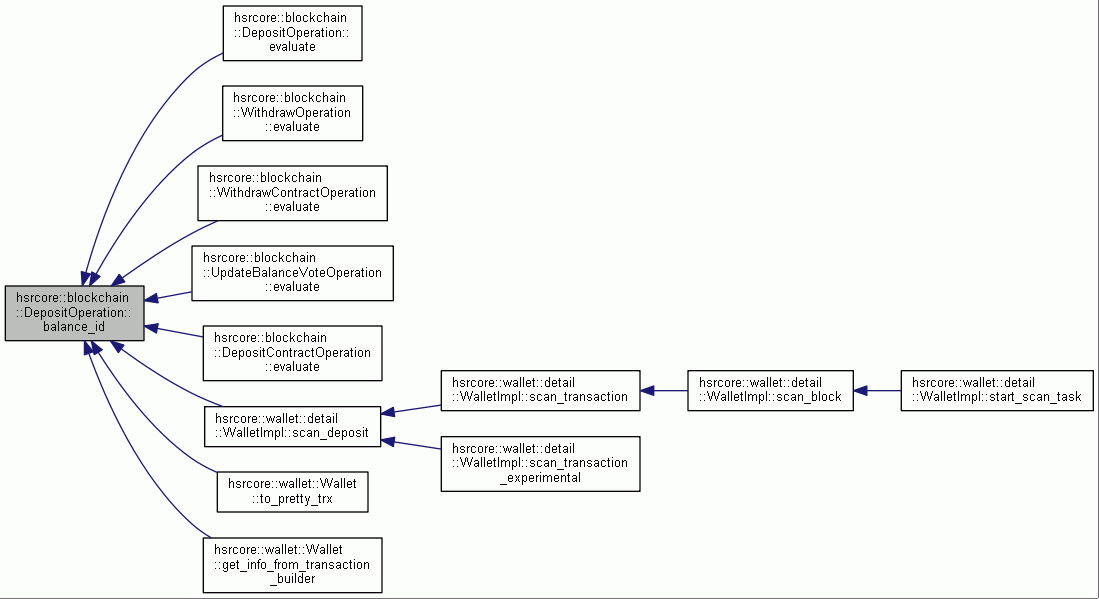 hsrcore::blockchain
::DepositOperation::
evaluate
hsrcore::blockchain
::WithdrawOperation
::evaluate
hsrcore::blockchain
::WithdrawContractOperation
::evaluate
hsrcore::blockchain
::UpdateBalanceVoteOperation
::evaluate
hsrcore::blockchain
::DepositOperation::
balance_id
hsrcore::blockchain
::DepositContractOperation
::evaluate
hsrcore::wallet::detail
::WalletImpl::scan_deposit
hsrcore::wallet::detail
::WalletImpl::scan_transaction
hsrcore::wallet::detail
::WalletImpl::scan_block
hsrcore::wallet::detail
::WalletImpl::start_scan_task
hsrcore::wallet::detail
::WalletImpl::scan_transaction
_experimental
hsrcore::wallet::Wallet
::to_pretty_trx
hsrcore::wallet::Wallet
::get_info_from_transaction
_builder